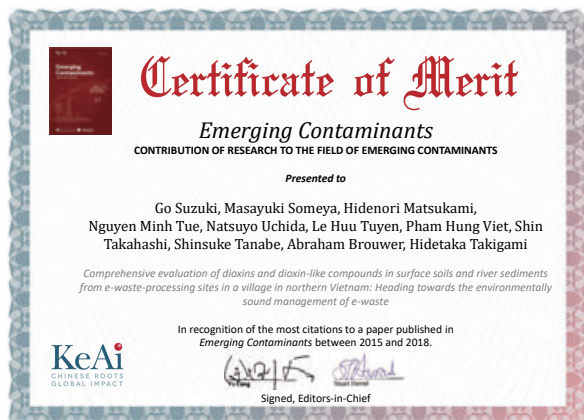 Emerging
Contaminants
Certificate of Merit
Emerging Contaminants
CONTRIBUTION OF RESEARCH TO THE FIELD OF EMERGING CONTAMINANTS
Presented to
Go Suzuki, Masayuki Someya, Hidenori Matsukami,
Nguyen Minh Tue, Natsuyo Uchida, Le Huu Tuyen, Pham Hung Viet, Shin
Takahashi, Shinsuke Tanabe, Abraham Brouwer, Hidetaka Takigami
Comprehensive evaluation of dioxins and dioxin-like compounds in surface soils and river sediments
from e-waste-processing sites in a village in northern Vietnam: Heading towards the environmentally
sound management of e-waste
In recognition of the most citations to a paper published in
Emerging Contaminants between 2015 and 2018.
KeAi
CHINESE ROOTS
GLOBAL IMPACT
Signed, Editors-in-Chief